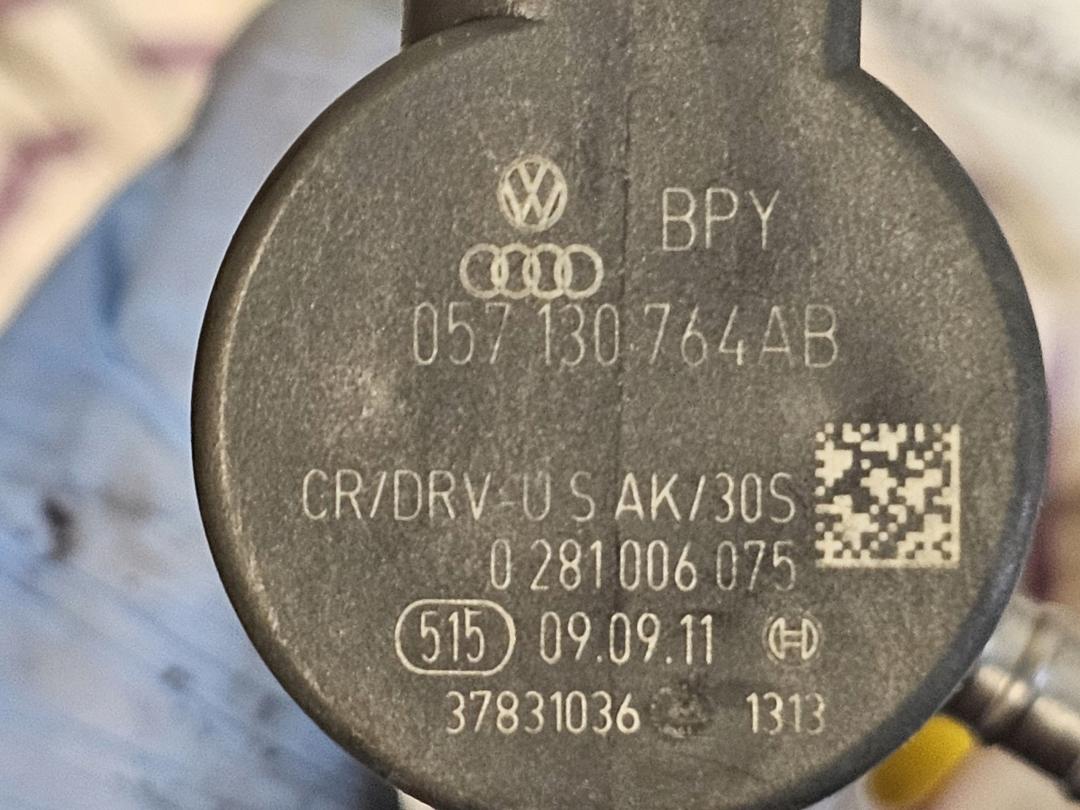 BPY
057 130 764AB
CR/DRV-U S AK/30S
0 281 006 075
515 09.09.11
37831036 1313